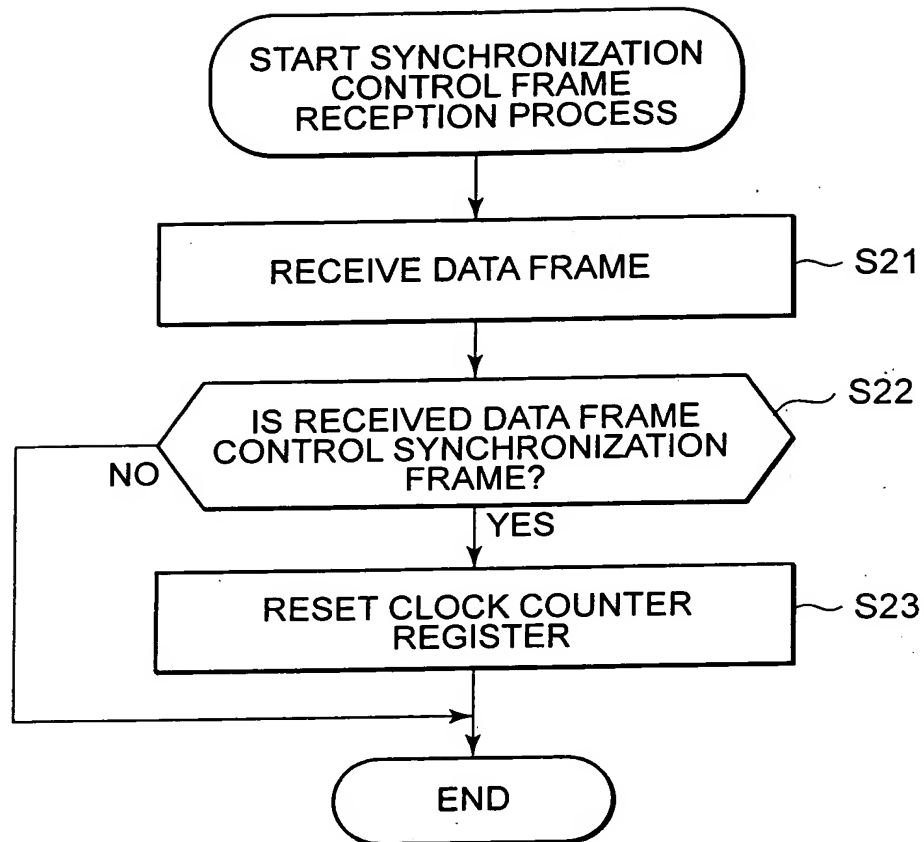 START SYNCHRONIZATION
CONTROL FRAME
RECEPTION PROCESS
RECEIVE DATA FRAME
S21
IS RECEIVED DATA FRAME
CONTROL SYNCHRONIZATION
FRAME?
S22
NO
YES
RESET CLOCK COUNTER
REGISTER
S23
END